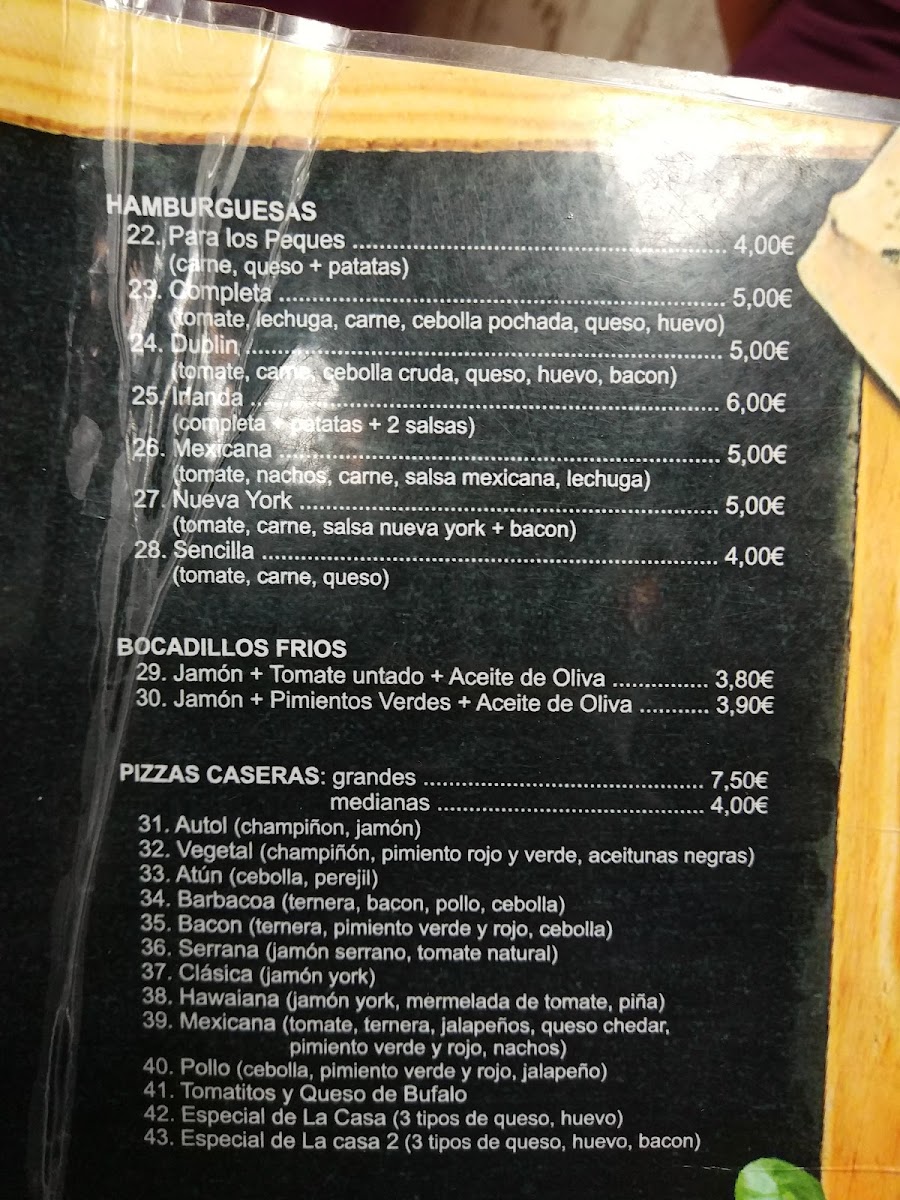 HAMBURGUESAS
22. Para los Peques ........................................................ 4,00€
(carne, queso + patatas)
23. Completa .................................................................... 5,00€
(tomate, lechuga, carne, cebolla pochada, queso, huevo)
24. Dublin ......................................................................... 5,00€
(tomate, carne, cebolla cruda, queso, huevo, bacon)
25. Irlanda ........................................................................ 6,00€
(completa + patatas + 2 salsas)
26. Mexicana .................................................................... 5,00€
(tomate, nachos, carne, salsa mexicana, lechuga)
27. Nueva York ................................................................ 5,00€
(tomate, carne, salsa nueva york + bacon)
28. Sencilla ...................................................................... 4,00€
(tomate, carne, queso)
BOCADILLOS FRIOS
29. Jamón + Tomate untado + Aceite de Oliva ............... 3,80€
30. Jamón + Pimientos Verdes + Aceite de Oliva ........... 3,90€
PIZZAS CASERAS: grandes ............................................ 7,50€
medianas .......................................... 4,00€
31. Autol (champiñon, jamón)
32. Vegetal (champiñón, pimiento rojo y verde, aceitunas negras)
33. Atún (cebolla, perejil)
34. Barbacoa (ternera, bacon, pollo, cebolla)
35. Bacon (ternera, pimiento verde y rojo, cebolla)
36. Serrana (jamón serrano, tomate natural)
37. Clásica (jamón york)
38. Hawaiana (jamón york, mermelada de tomate, piña)
39. Mexicana (tomate, ternera, jalapeños, queso chedar,
pimiento verde y rojo, nachos)
40. Pollo (cebolla, pimiento verde y rojo, jalapeño)
41. Tomatitos y Queso de Bufalo
42. Especial de La Casa (3 tipos de queso, huevo)
43. Especial de La casa 2 (3 tipos de queso, huevo, bacon)